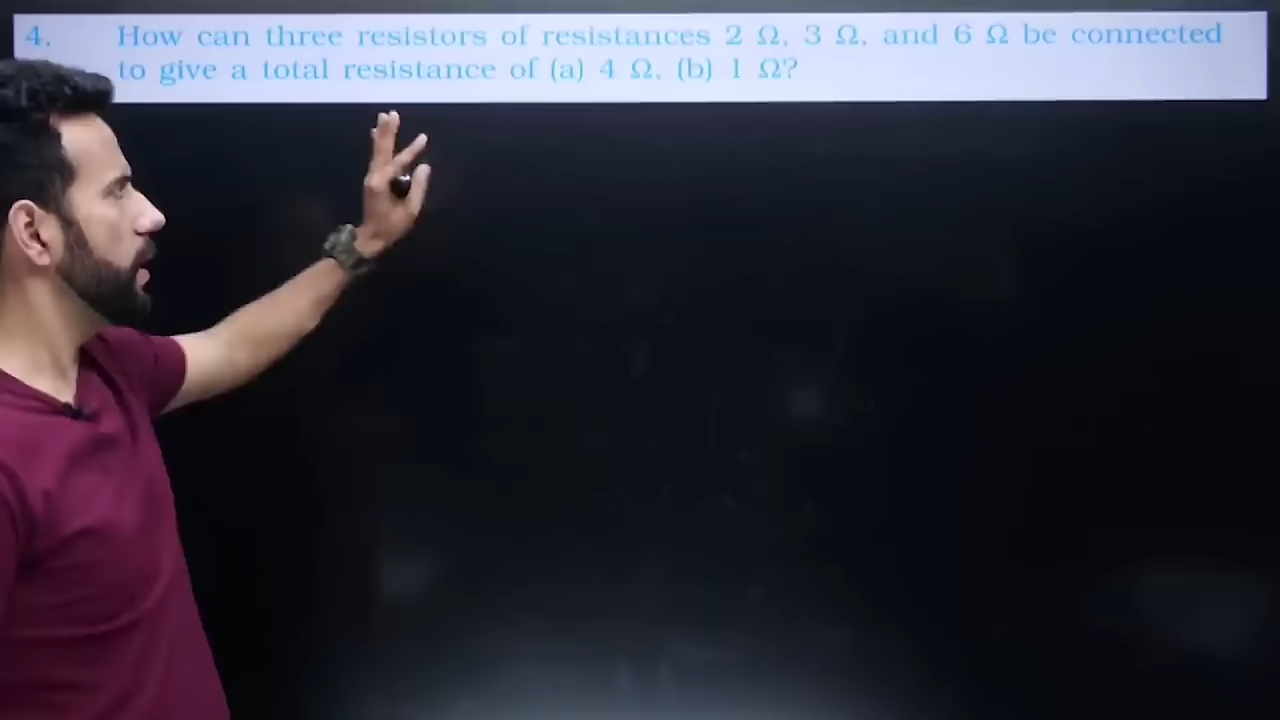 4. How can three resistors of resistances 2 Ω, 3 Ω, and 6 Ω be connected
to give a total resistance of (a) 4 Ω, (b) 1 Ω?